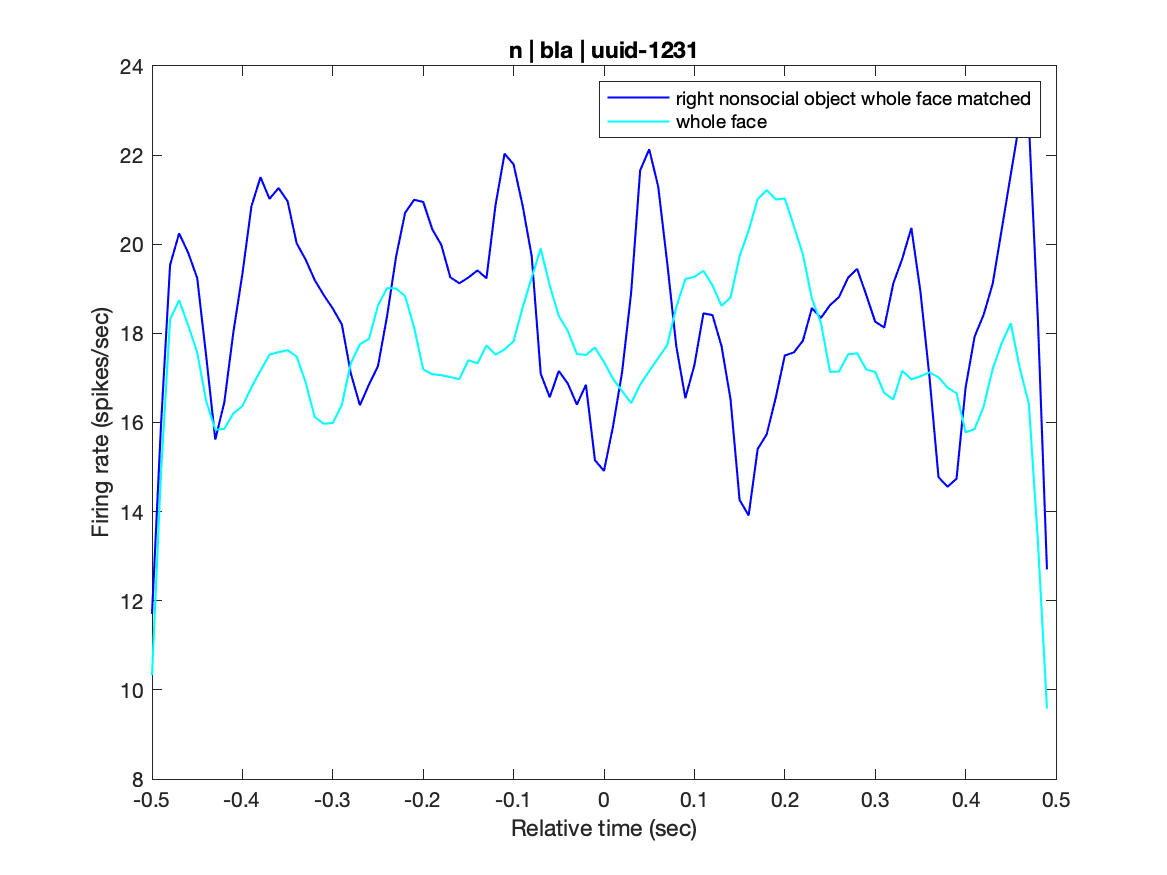 n | bla | uuid-1231
24
22
20
18
16
14
12
10
8
Firing rate (spikes/sec)
right nonsocial object whole face matched
whole face
-0.5 -0.4 -0.3 -0.2 -0.1 0 0.1 0.2 0.3 0.4 0.5
Relative time (sec)